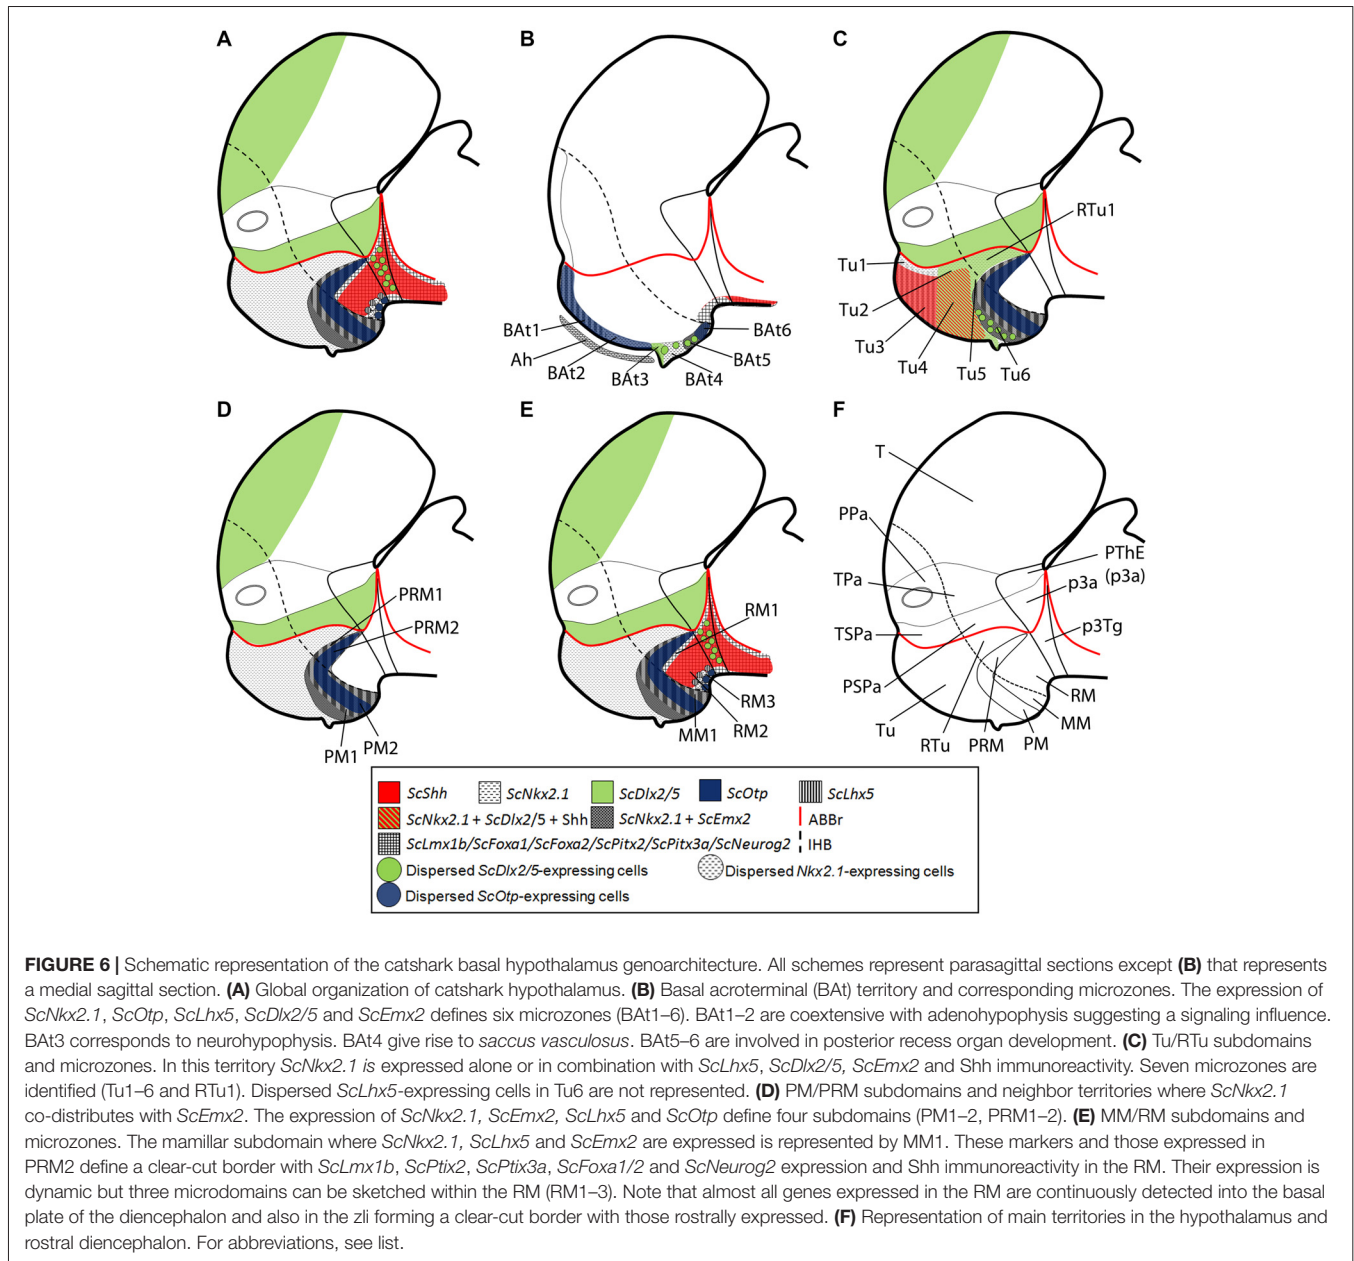 A
B
C
RTu1
Tu1
Tu2
Tu3
Tu4
Tu5
Tu6
BAt1
Ah
BAt2
BAt3
BAt4
BAt5
BAt6
D
E
F
PRM1
PRM2
PM1
PM2
RM1
RM3
RM2
MM1
T
PPa
TPa
TSPa
PSPa
Tu
RTu
PRM
PM
MM
RM
p3Tg
p3a
PThE
(p3a)
ScShh ScNkx2.1 ScDlx2/5 ScOtp ScLhx5
ScNkx2.1 + ScDlx2/5 + Shh ScNkx2.1 + ScEmx2 ABBr
ScLmx1b/ScFoxa1/ScFoxa2/ScPitx2/ScPitx3a/ScNeurog2 IHB
Dispersed ScDlx2/5-expressing cells Dispersed Nkx2.1-expressing cells
Dispersed ScOtp-expressing cells
FIGURE 6 | Schematic representation of the catshark basal hypothalamus genoarchitecture. All schemes represent parasagittal sections except (B) that represents
a medial sagittal section. (A) Global organization of catshark hypothalamus. (B) Basal acroterminal (BAt) territory and corresponding microzones. The expression of
ScNkx2.1, ScOtp, ScLhx5, ScDlx2/5 and ScEmx2 defines six microzones (BAt1–6). BAt1–2 are coextensive with adenohypophysis suggesting a signaling influence.
BAt3 corresponds to neurohypophysis. BAt4 give rise to saccus vasculosus. BAt5–6 are involved in posterior recess organ development. (C) Tu/RTu subdomains
and microzones. In this territory ScNkx2.1 is expressed alone or in combination with ScLhx5, ScDlx2/5, ScEmx2 and Shh immunoreactivity. Seven microzones are
identified (Tu1–6 and RTu1). Dispersed ScLhx5-expressing cells in Tu6 are not represented. (D) PM/PRM subdomains and neighbor territories where ScNkx2.1
co-distributes with ScEmx2. The expression of ScNkx2.1, ScEmx2, ScLhx5 and ScOtp define four subdomains (PM1–2, PRM1–2). (E) MM/RM subdomains and
microzones. The mamillar subdomain where ScNkx2.1, ScLhx5 and ScEmx2 are expressed is represented by MM1. These markers and those expressed in
PRM2 define a clear-cut border with ScLmx1b, ScPtix2, ScPtix3a, ScFoxa1/2 and ScNeurog2 expression and Shh immunoreactivity in the RM. Their expression is
dynamic but three microdomains can be sketched within the RM (RM1–3). Note that almost all genes expressed in the RM are continuously detected into the basal
plate of the diencephalon and also in the zli forming a clear-cut border with those rostrally expressed. (F) Representation of main territories in the hypothalamus and
rostral diencephalon. For abbreviations, see list.